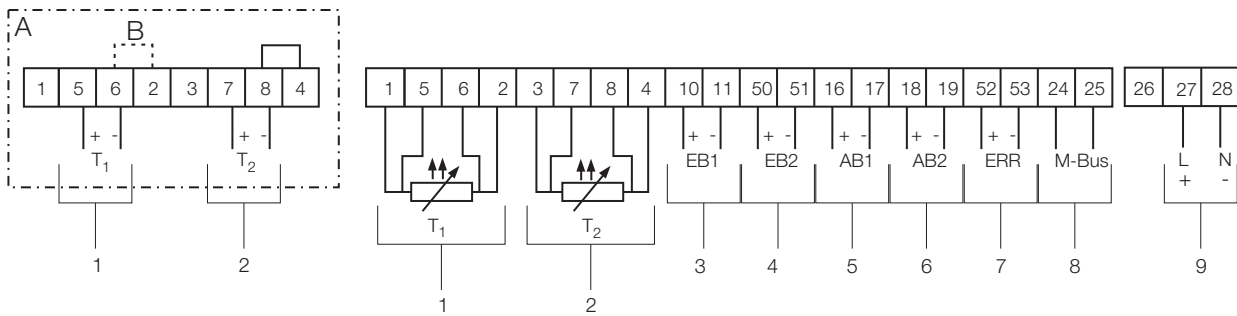 A
B
1 5 6 2 3 7 8 4
+ - + -
T1 T2
1 2
1 5 6 2 3 7 8 4 10 11 50 51 16 17 18 19 52 53 24 25 26 27 28
+ - + - + - + - + -
EB1 EB2 AB1 AB2 ERR M-Bus L N
+ -
T1 T2
3 4 5 6 7 8 9
1 2